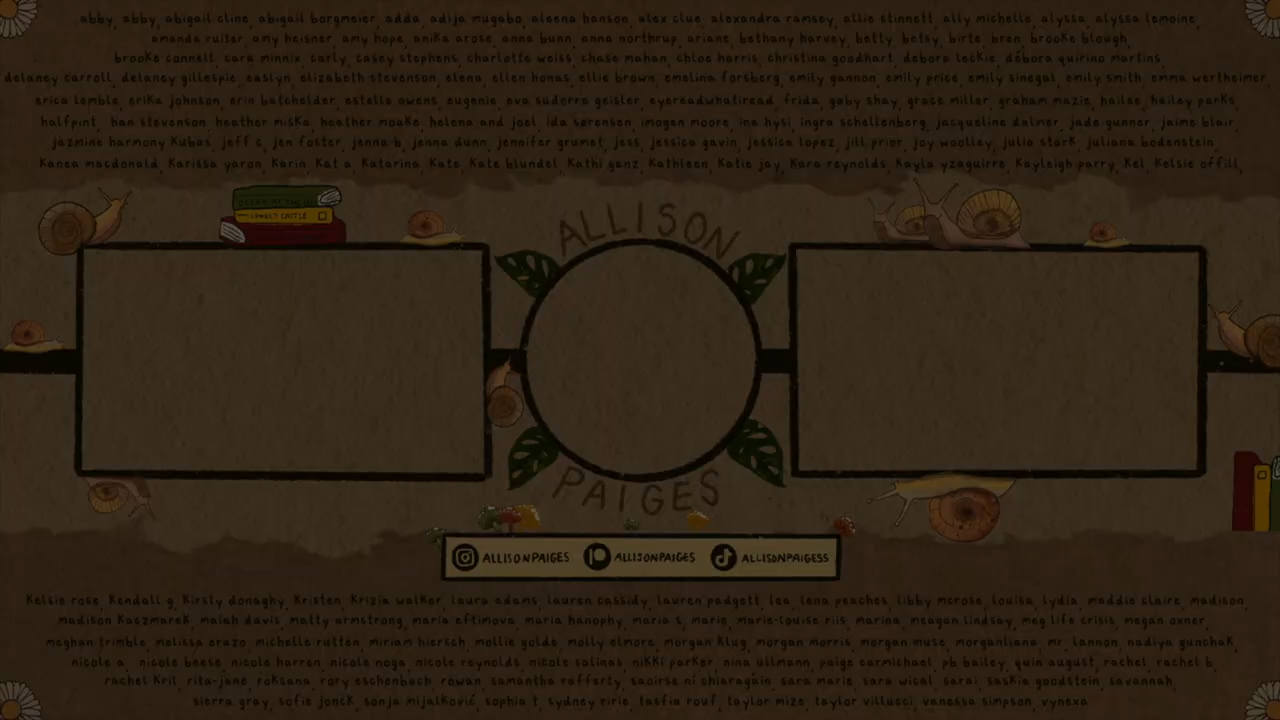 abby, abby, abigail cline, abigail borgmeier, adda, adija mugabo, aleena hanson, alex clue, alexandra ramsey, allie stinnett, ally michelle, alyssa, alyssa lemoine
amanda ruiter, amy heisner, amy hope, anika arose, anna bunn, anna northrup, ariane, bethany harvey, betty, betsy, birte, bren, brooke blough,
brooke connett, cara minnix, carly, casey stephens, charlotte weiss, chase mahan, chloe harris, christina goodhart, debora leckie, débora quirino martins,
delaney carroll, delaney gillespie, easlyn, elizabeth stevenson, elena, ellen honas, ellie brown, emelina forsberg, emily gannon, emily price, emily sinegal, emily smith, emma wertheimer
erica lemble, erika johnson, erin batchelder, estelle owens, eugenie, eva sudorra geisler, eyereadwhatiread, frida, gaby shay, grace miller, graham mazie, hailee, hailey parks,
halfpint, han stevenson, heather miska, heather moake, helena and joel, ida sørensen, imogen moore, ina hysi, ingra schellenberg, jacqueline dalmer, jade gunner, jaime blair,
jazmine harmony kubas, jeff c, jen foster, jenna b, jenna dunn, jennifer grumet, jess, jessica gavin, jessica lopez, jill prior, joy woolley, julie stark, juliana bodenstein,
kanea macdonald, karissa yaron, karin, kat a, katarina, kate, kate blundel, kathi ganz, kathleen, katie jay, kara reynolds, kayla yzaguirre, kayleigh parry, kel, kelsie offill,
ALLISON
PAIGES
ALLISONPAIGES ALLISONPAIGES ALLISONPAIGESS
kelsie rose, kendall g, kirsty donaghy, kristen, krizia walker, laura adams, lauren cassidy, lauren padgett, lea, lena peaches, libby mcrose, louisa, lydia, maddie claire, madison,
madison kaczmarek, maiah davis, matty armstrong, maria eftimova, maria hanophy, maria s, marie, marie-louise riis, marina, meagan lindsay, meg life crisis, megan oxner,
meghan trimble, melissa erazo, michelle rutten, miriam hiersch, mollie golde, molly elmore, morgan klug, morgan morris, morgan muse, morganliana, mr. lannon, nadiya gunchak,
nicole a, nicole beese, nicole harren, nicole noga, nicole reynolds, nicole salinas, nikki parker, nina ullmann, paige carmichael, pb bailey, quin august, rachel, rachel b,
rachel kril, rita-jane, roksana, rory eschenbach, rowan, samantha rafferty, saoirse ní chiaragáin, sara marie, sara wical, sarai, saskia goodstein, savannah,
sierra gray, sofie jonck, sonja mijalković, sophia t, sydney ririe, tasfia rouf, taylor mize, taylor villucci, vanessa simpson, vynexa